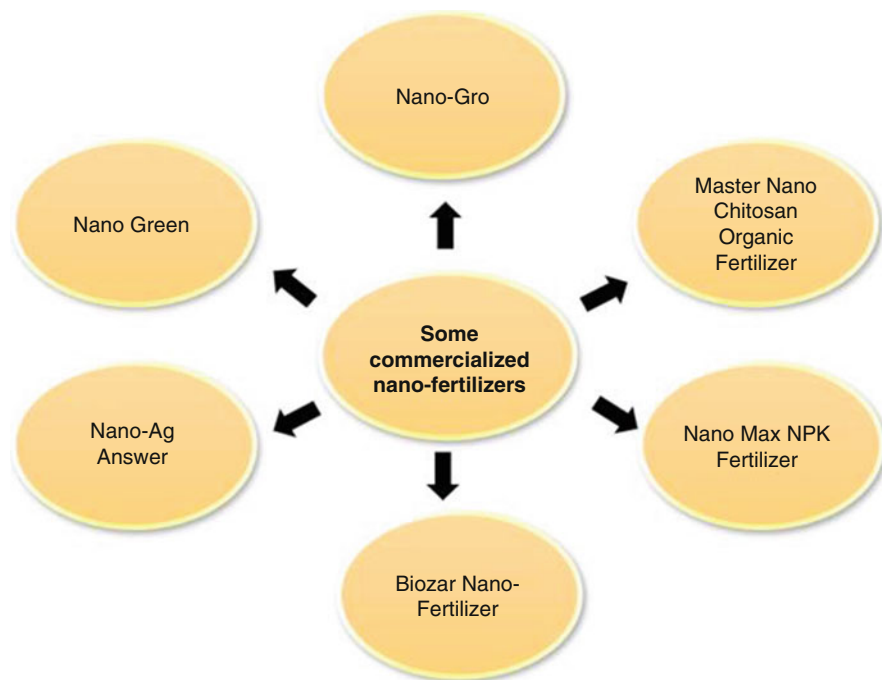 Nano-Gro
Master Nano
Chitosan
Organic
Fertilizer
Nano Green
Some
commercialized
nano-fertilizers
Nano-Ag
Answer
Nano Max NPK
Fertilizer
Biozar Nano-
Fertilizer